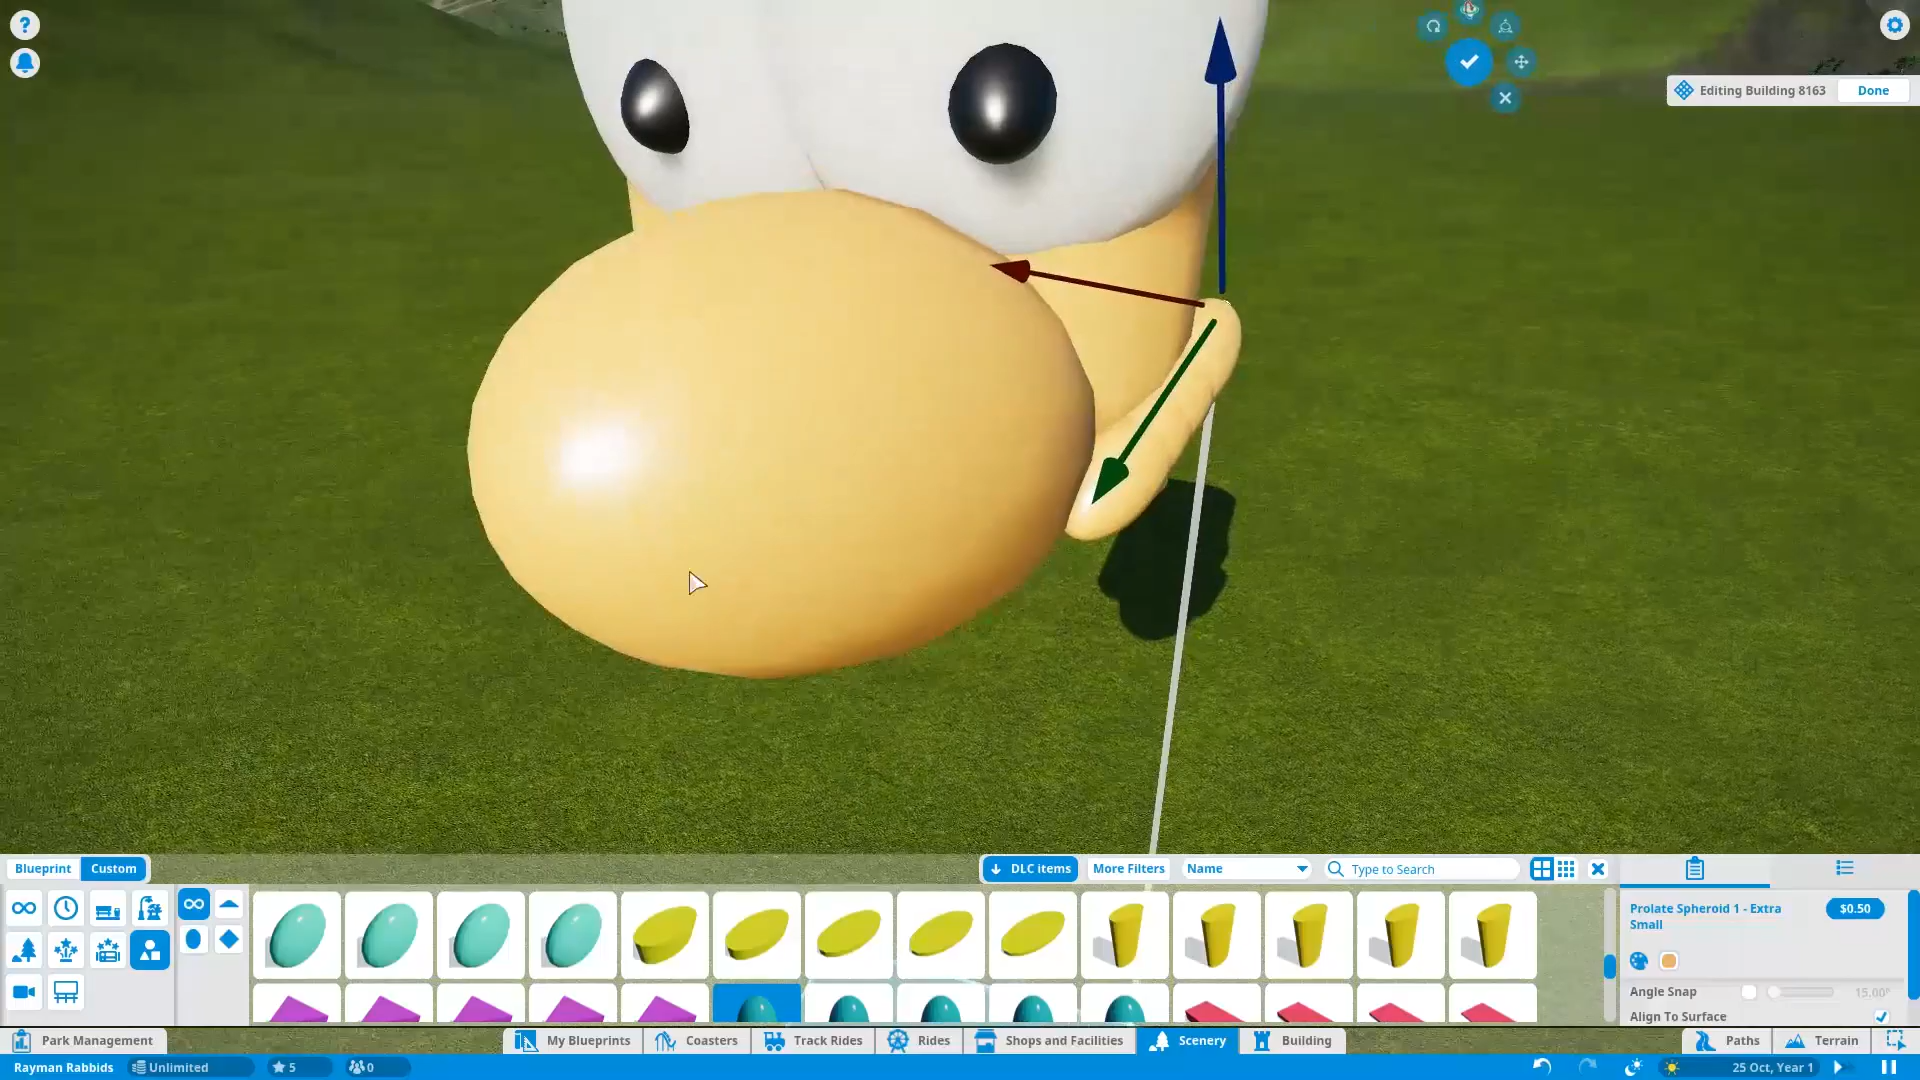 ?
Editing Building 8163
Done
Blueprint
Custom
DLC items
More Filters
Name
Type to Search
Prolate Spheroid 1 - Extra Small
$0.50
Angle Snap
15.00°
Align To Surface
Park Management
My Blueprints
Coasters
Track Rides
Rides
Shops and Facilities
Scenery
Building
Paths
Terrain
Rayman Rabbids
Unlimited
5
0
25 Oct, Year 1